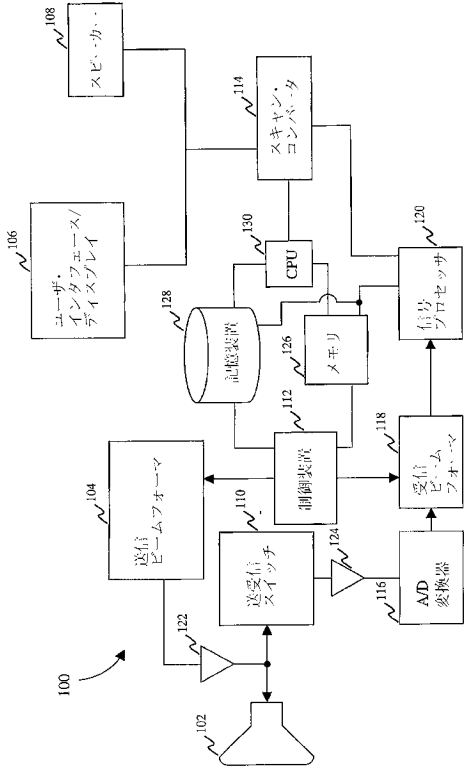 100
102
122
104
送信
ビームフォーマ
110
送受信
スイッチ
124
116
A/D
変換器
112
制御装置
118
受信
ビーム
フォーマ
128
記憶装置
126
メモリ
130
CPU
120
信号
プロセッサ
106
ユーザ・
インタフェース/
ディスプレイ
114
スキャン・
コンバータ
108
スピーカー